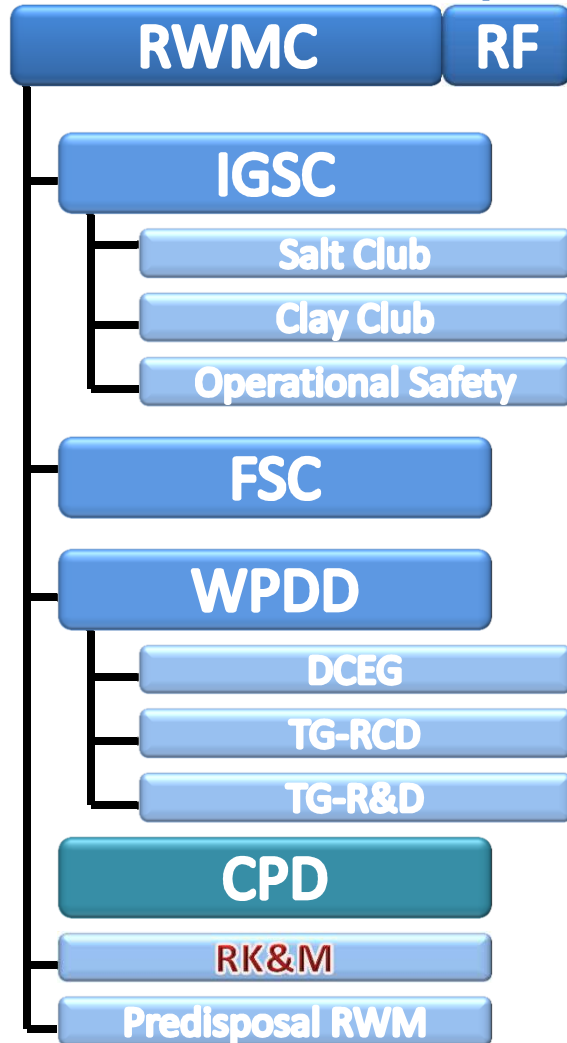 RWMC RF
IGSC
Salt Club
Clay Club
Operational Safety
FSC
WPDD
DCEG
TG-RCD
TG-R&D
CPD
RK&M
Predisposal RWM